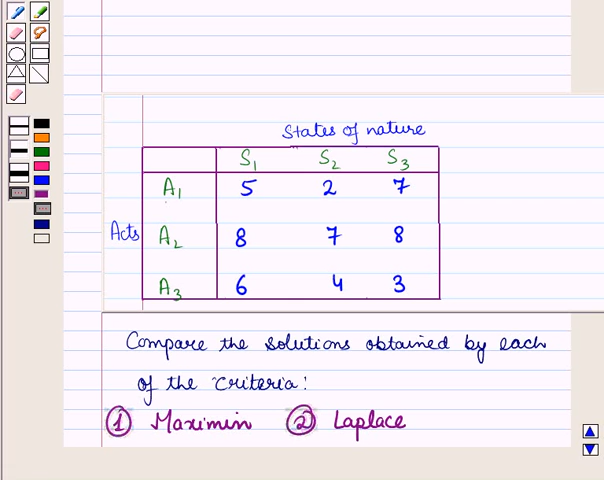 States of nature
S1 S2 S3
A1 5 2 7
Acts A2 8 7 8
A3 6 4 3
Compare the solutions obtained by each
of the criteria:
1 Maximin 2 Laplace